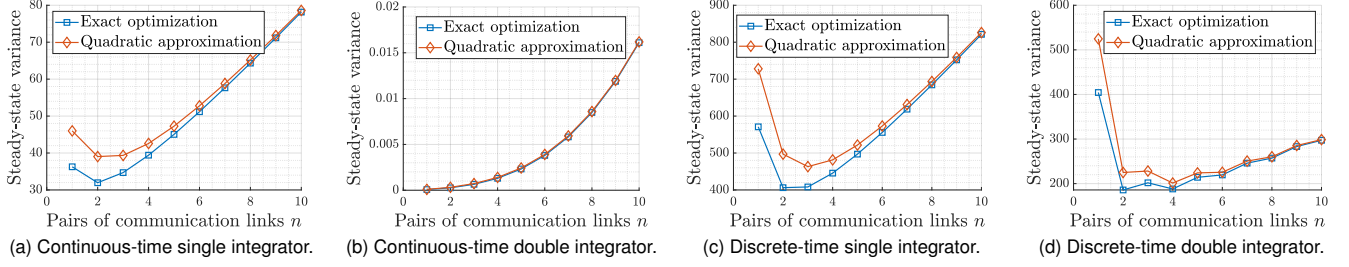 80
70
60
50
40
30
Steady-state variance
Exact optimization
Quadratic approximation
0 2 4 6 8 10
Pairs of communication links n
(a) Continuous-time single integrator.
0.02
0.015
0.01
0.005
0
Steady-state variance
Exact optimization
Quadratic approximation
0 2 4 6 8 10
Pairs of communication links n
(b) Continuous-time double integrator.
900
800
700
600
500
400
Steady-state variance
Exact optimization
Quadratic approximation
0 2 4 6 8 10
Pairs of communication links n
(c) Discrete-time single integrator.
600
500
400
300
200
Steady-state variance
Exact optimization
Quadratic approximation
0 2 4 6 8 10
Pairs of communication links n
(d) Discrete-time double integrator.